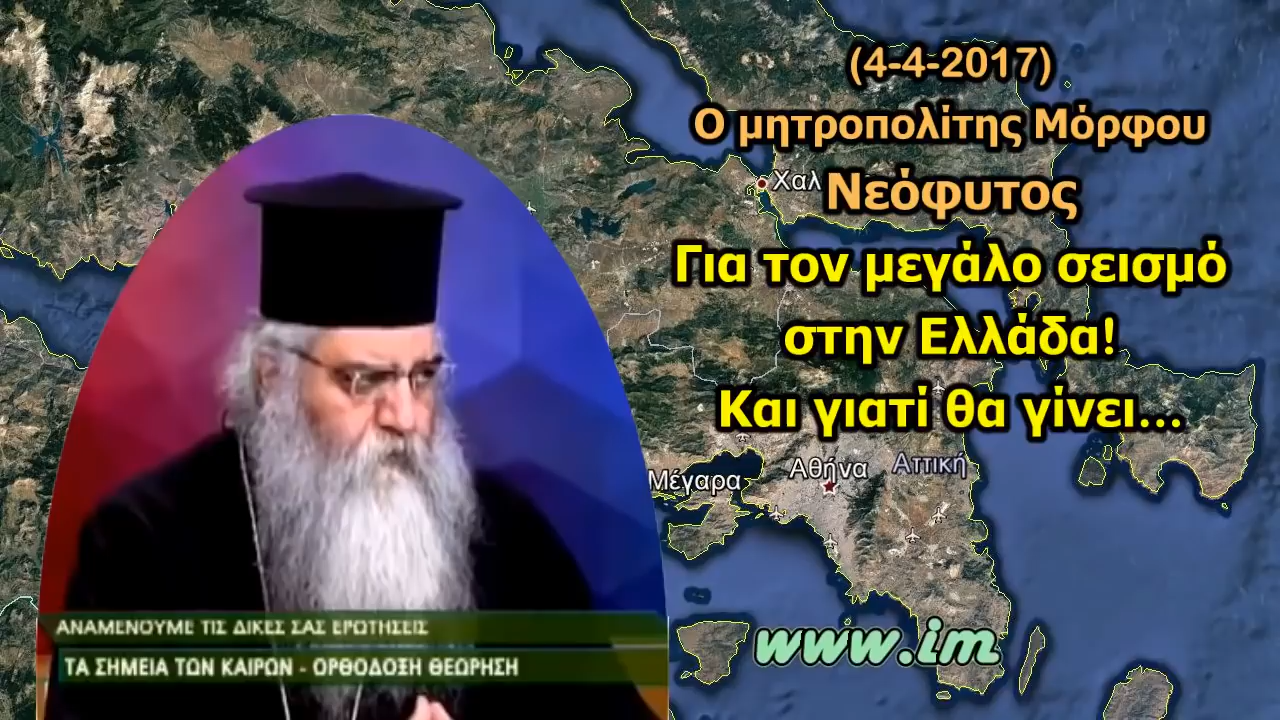 (4-4-2017)
Ο μητροπολίτης Μόρφου
Νεόφυτος
Για τον μεγάλο σεισμό
στην Ελλάδα!
Και γιατί θα γίνει...
Χαλ
Μέγαρα
Αθήνα
Αττική
www.im
ΑΝΑΜΕΝΟΥΜΕ ΤΙΣ ΔΙΚΕΣ ΣΑΣ ΕΡΩΤΗΣΕΙΣ
ΤΑ ΣΗΜΕΙΑ ΤΩΝ ΚΑΙΡΩΝ - ΟΡΘΟΔΟΞΗ ΘΕΩΡΗΣΗ